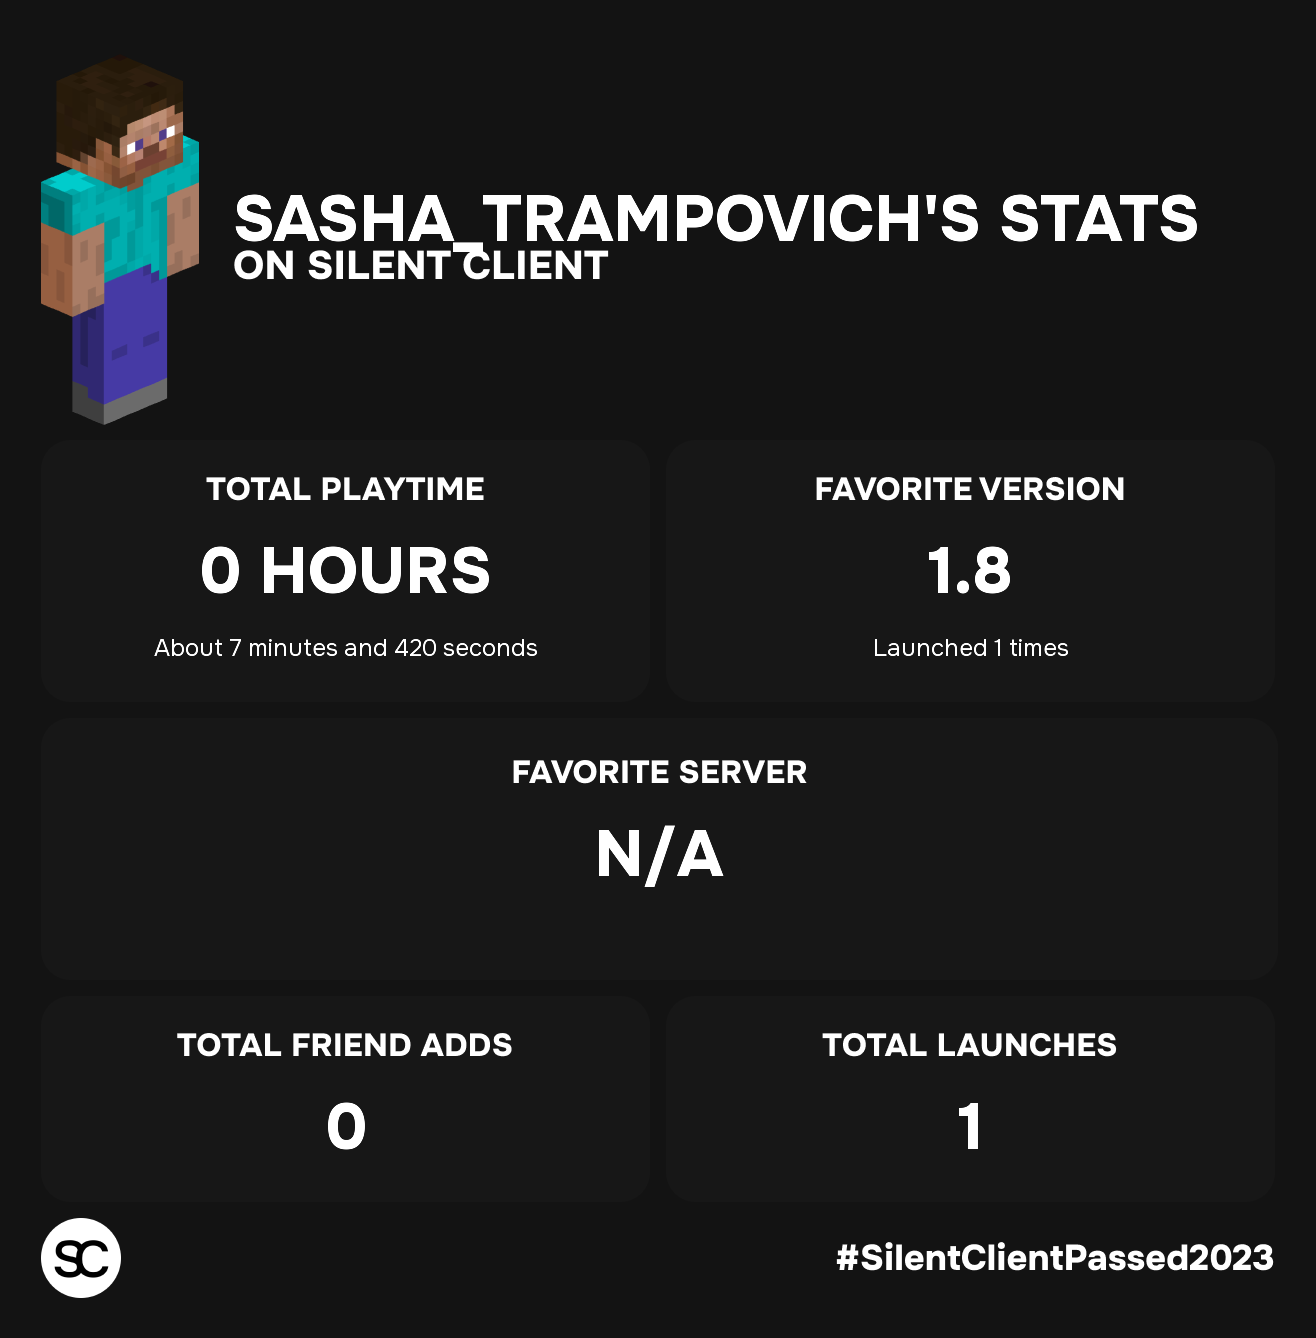 SASHA_TRAMPOVICH'S STATS
ON SILENT CLIENT
TOTAL PLAYTIME
0 HOURS
About 7 minutes and 420 seconds
FAVORITE VERSION
1.8
Launched 1 times
FAVORITE SERVER
N/A
TOTAL FRIEND ADDS
0
TOTAL LAUNCHES
1
SC
#SilentClientPassed2023